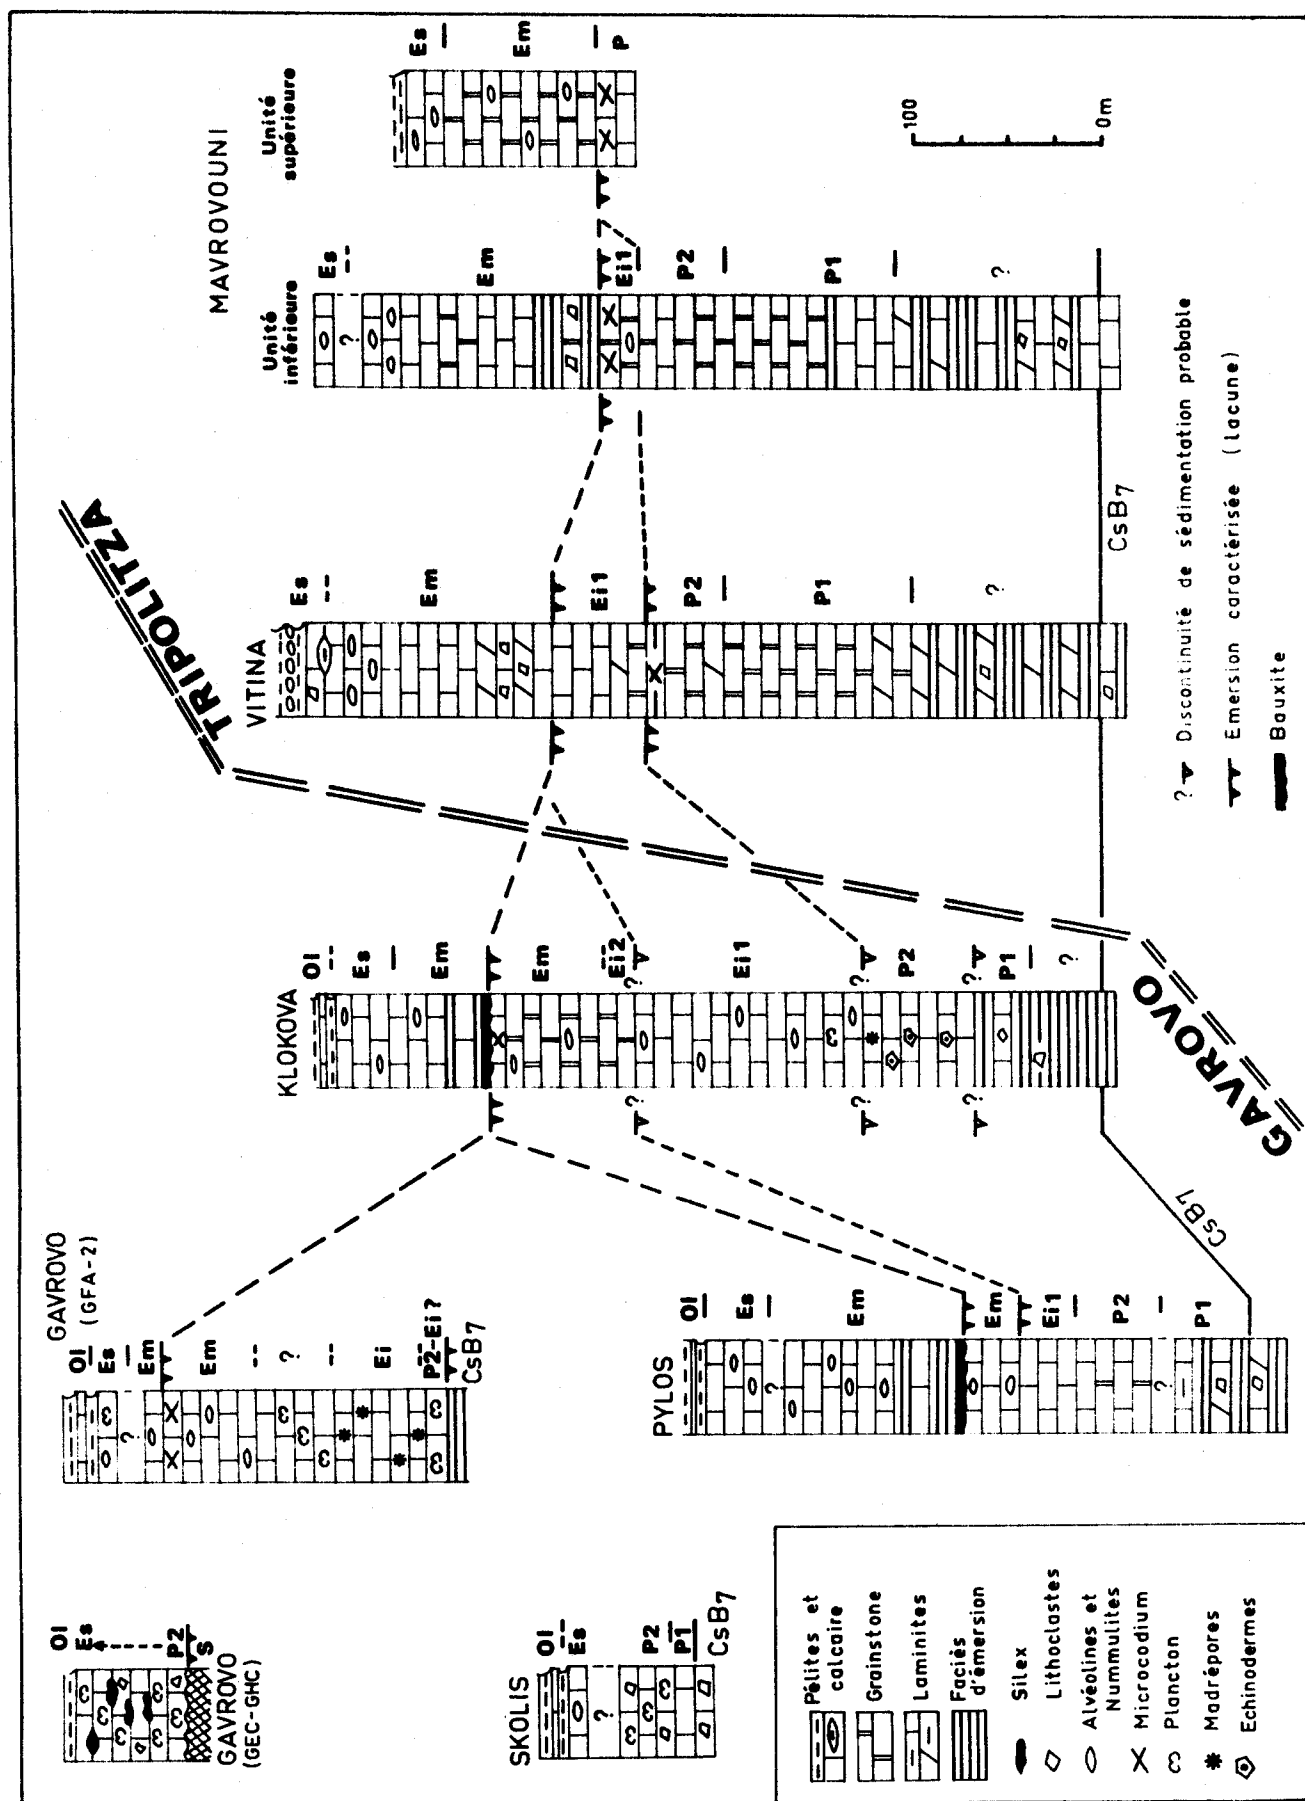 MAVROVOUNI
Unité
supérieure
Es
Em
P
100
0m
Unité
inférieure
Es
?
Em
Ei1
P2
P1
?
TRIPOLITZA
VITINA
Es
Em
Ei1
P2
P1
?
CsB7
KLOKOVA
Ol
Es
Em
Em
Ei2
?
?
Ei1
?
?
P2
?
?
P1
?
GAVROVO
CsB7
GAVROVO
(GFA-2)
Ol
Es
?
Em
Em
?
Ei
P2-Ei?
CsB7
PYLOS
Ol
Es
?
Em
Em
Ei1
P2
?
P1
GAVROVO
(GEC-GHC)
Ol
Es
P2
S
SKOLIS
Ol
Es
?
P2
P1
CsB7
? Discontinuité de sédimentation probable
Emersion caractérisée (lacune)
Bauxite
Pélites et
calcaire
Grainstone
Laminites
Faciès
d'émersion
Silex
Lithoclastes
Alvéolines et
Nummulites
Microcodium
Plancton
Madrépores
Echinodermes